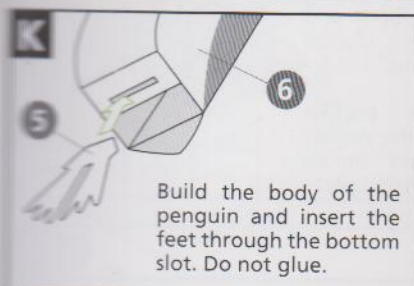 K
6
5
Build the body of the
penguin and insert the
feet through the bottom
slot. Do not glue.